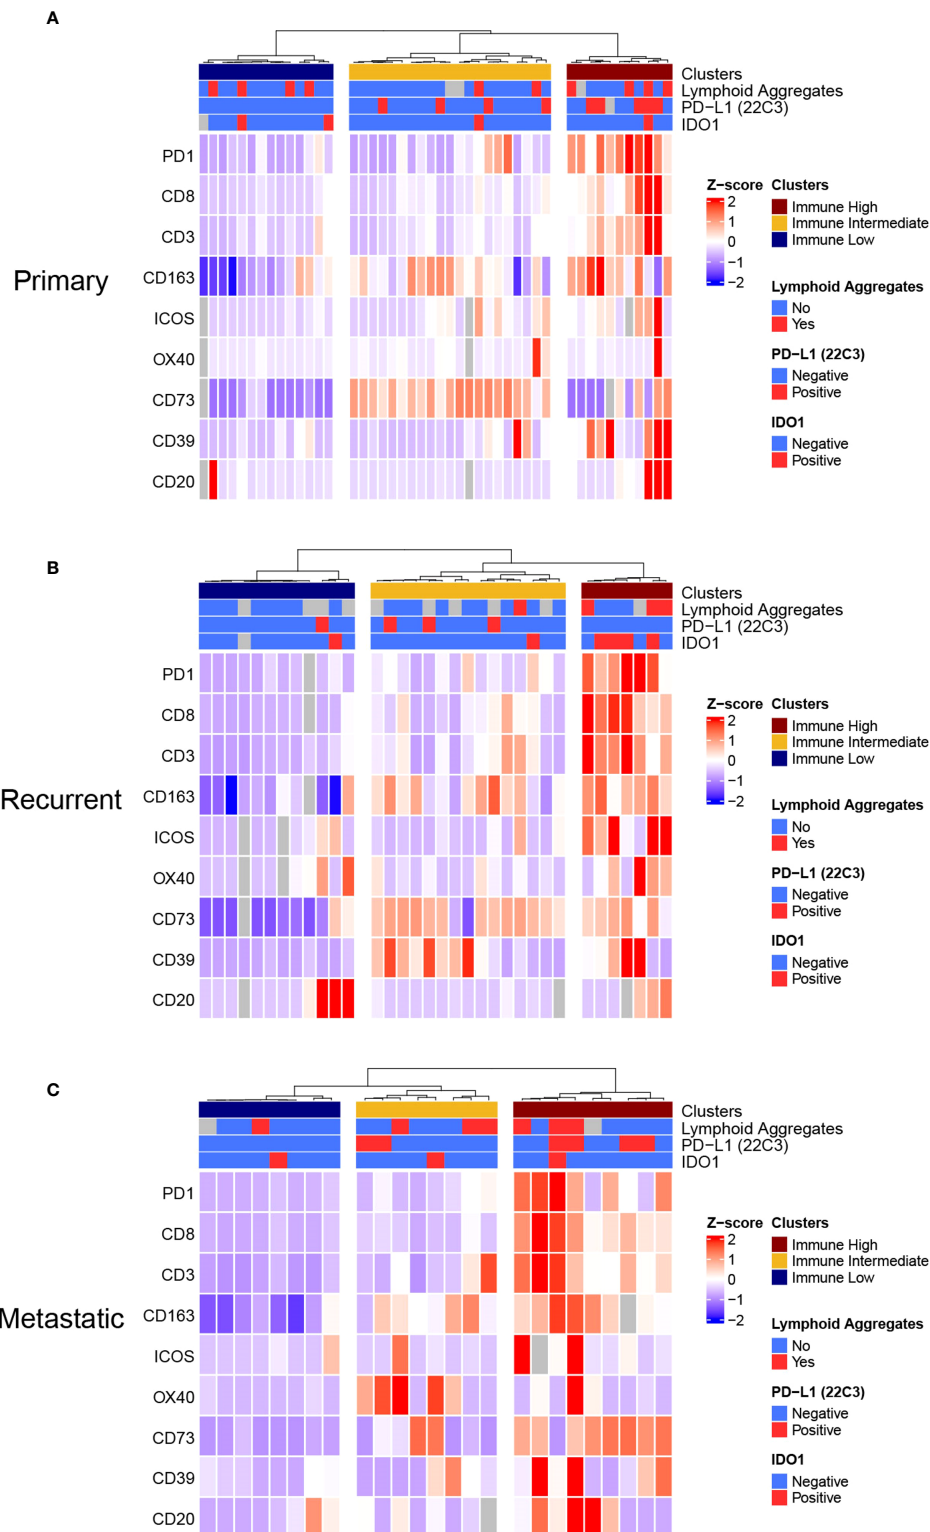 A
Clusters
Lymphoid Aggregates
PD-L1 (22C3)
IDO1
PD1
CD8
CD3
CD163
ICOS
OX40
CD73
CD39
CD20
Primary
Z-score
2
1
0
-1
-2
Clusters
Immune High
Immune Intermediate
Immune Low
Lymphoid Aggregates
No
Yes
PD-L1 (22C3)
Negative
Positive
IDO1
Negative
Positive
B
Clusters
Lymphoid Aggregates
PD-L1 (22C3)
IDO1
PD1
CD8
CD3
CD163
ICOS
OX40
CD73
CD39
CD20
Recurrent
Z-score
2
1
0
-1
-2
Clusters
Immune High
Immune Intermediate
Immune Low
Lymphoid Aggregates
No
Yes
PD-L1 (22C3)
Negative
Positive
IDO1
Negative
Positive
C
Clusters
Lymphoid Aggregates
PD-L1 (22C3)
IDO1
PD1
CD8
CD3
CD163
ICOS
OX40
CD73
CD39
CD20
Metastatic
Z-score
2
1
0
-1
-2
Clusters
Immune High
Immune Intermediate
Immune Low
Lymphoid Aggregates
No
Yes
PD-L1 (22C3)
Negative
Positive
IDO1
Negative
Positive